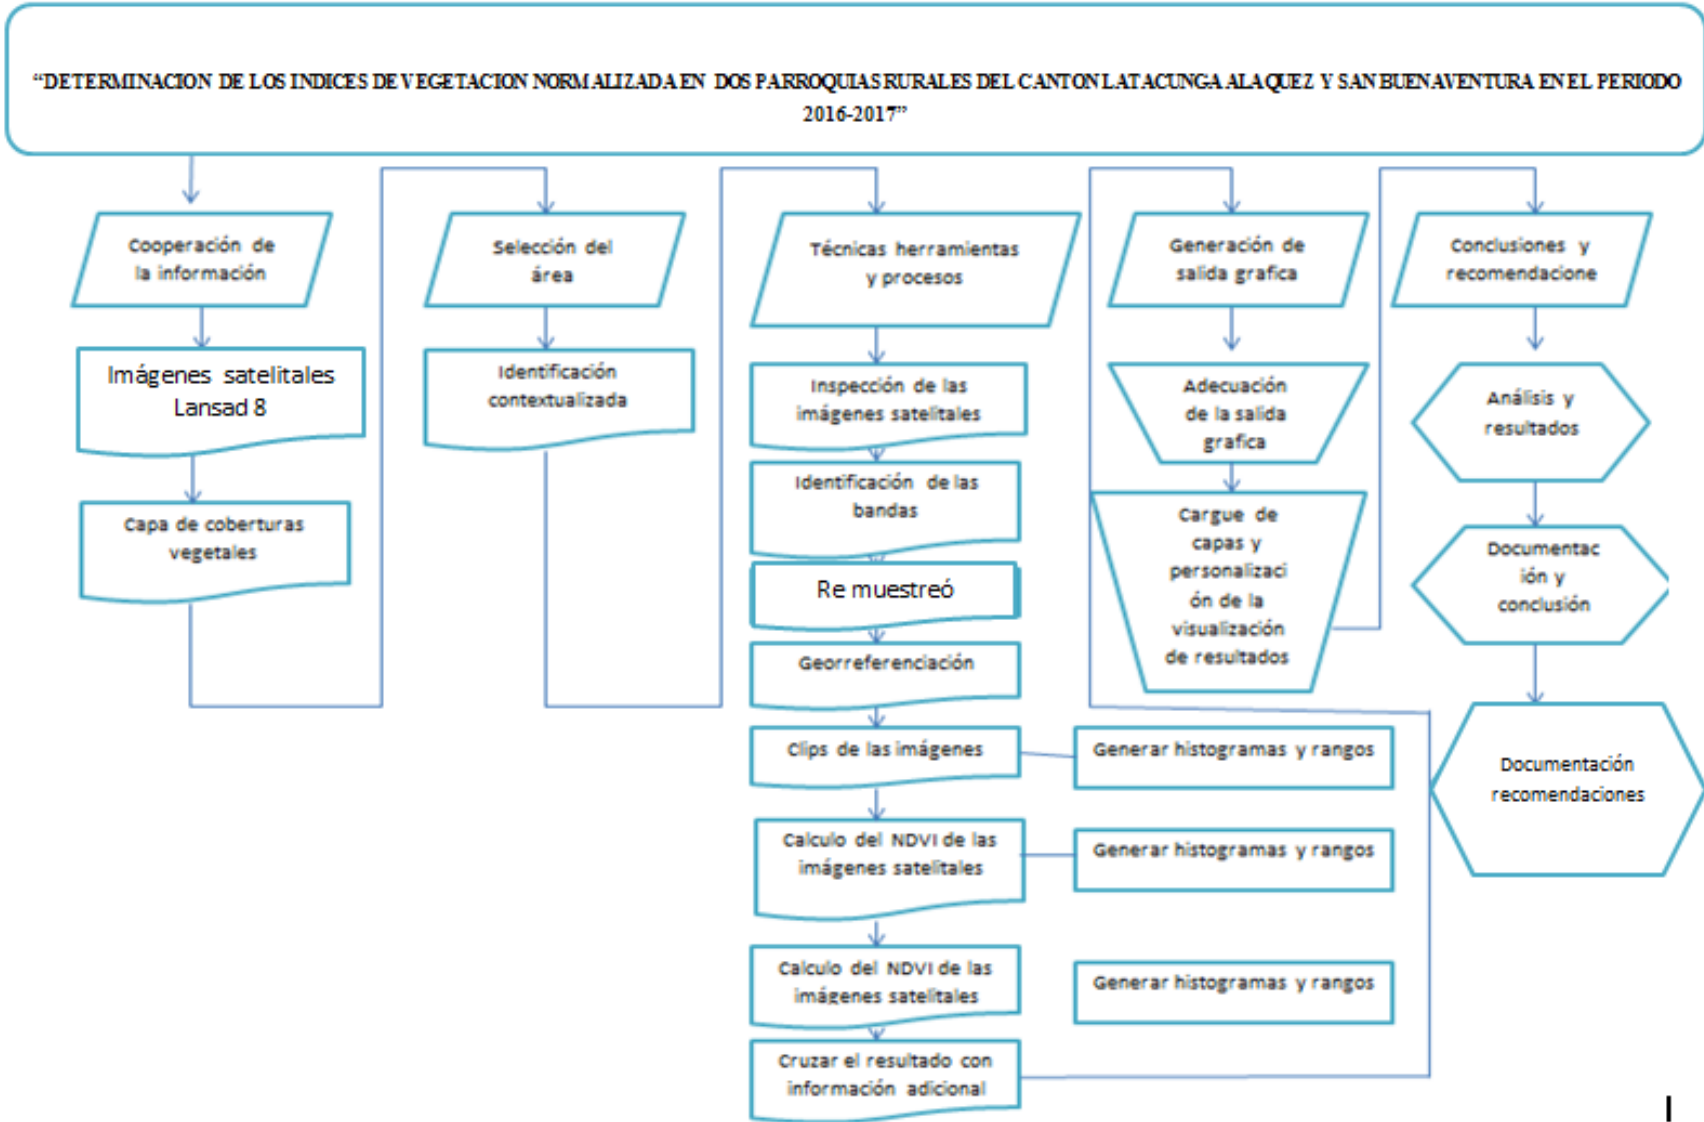 “DETERMINACION DE LOS INDICES DE VEGETACION NORMALIZADA EN DOS PARROQUIAS RURALES DEL CANTON LATACUNGA ALAQUEZ Y SAN BUENAVENTURA EN EL PERIODO
2016-2017”
Cooperación de
la información
Imágenes satelitales
Lansad 8
Capa de coberturas
vegetales
Selección del
área
Identificación
contextualizada
Técnicas herramientas
y procesos
Inspección de las
imágenes satelitales
Identificación de las
bandas
Re muestreó
Georreferenciación
Clips de las imágenes
Generar histogramas y rangos
Calculo del NDVI de las
imágenes satelitales
Generar histogramas y rangos
Calculo del NDVI de las
imágenes satelitales
Generar histogramas y rangos
Cruzar el resultado con
información adicional
Generación de
salida grafica
Adecuación
de la salida
grafica
Cargue de
capas y
personalizaci
ón de la
visualización
de resultados
Conclusiones y
recomendacione
Análisis y
resultados
Documentac
ión y
conclusión
Documentación
recomendaciones